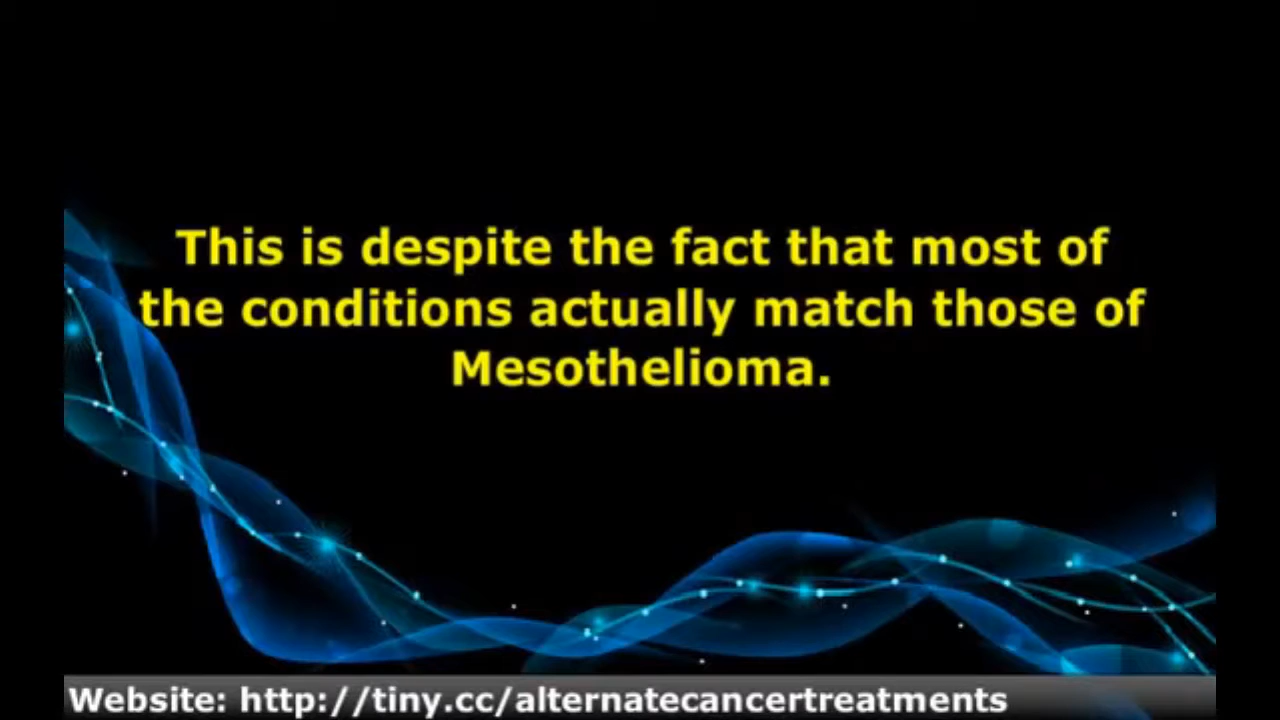 This is despite the fact that most of
the conditions actually match those of
Mesothelioma.
Website: http://tiny.cc/alternatecancertreatments